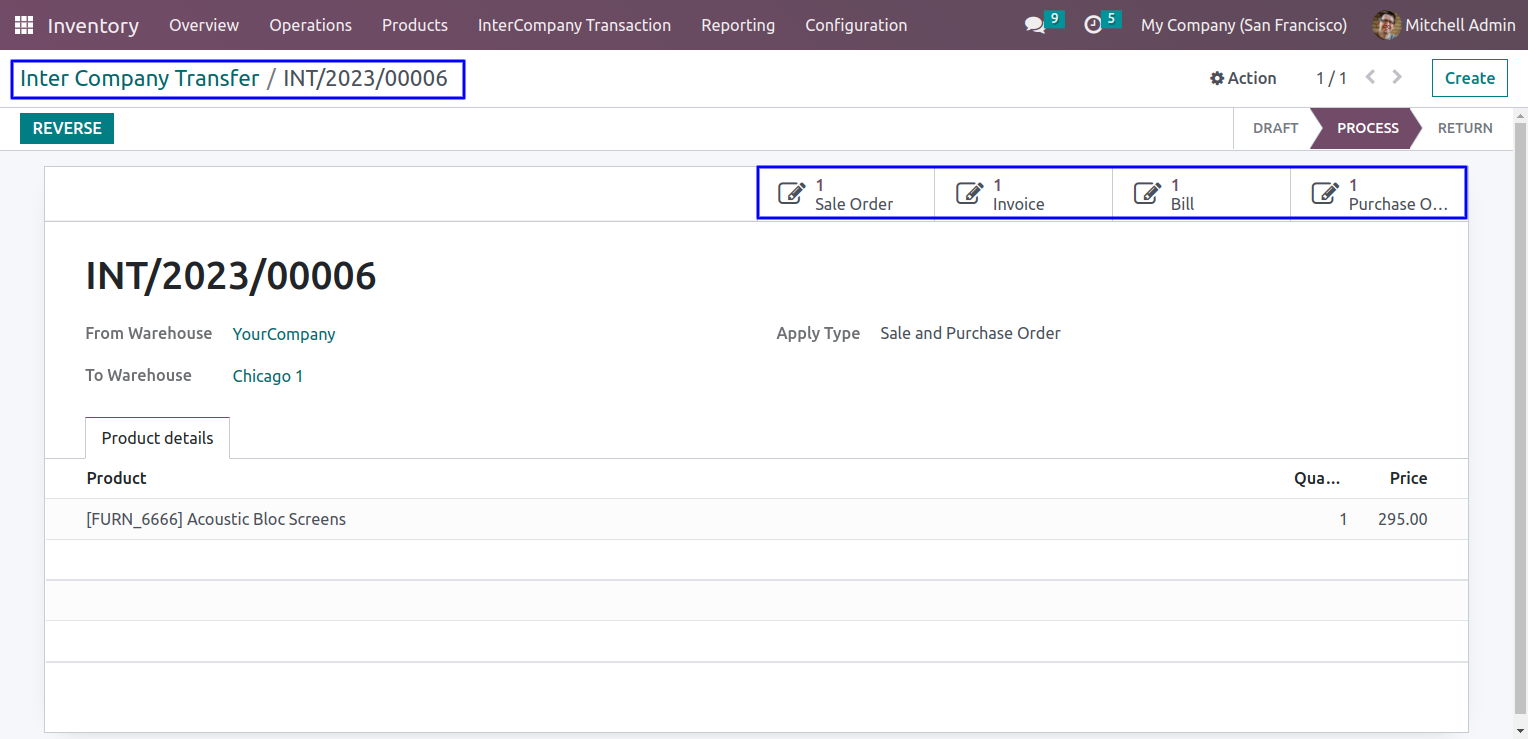 Inventory Overview Operations Products InterCompany Transaction Reporting Configuration 9 5 My Company (San Francisco) Mitchell Admin
Inter Company Transfer / INT/2023/00006 Action 1 / 1 Create
REVERSE DRAFT PROCESS RETURN
1 Sale Order
1 Invoice
1 Bill
1 Purchase O...
INT/2023/00006
From Warehouse YourCompany Apply Type Sale and Purchase Order
To Warehouse Chicago 1
Product details
Product Qua... Price
[FURN_6666] Acoustic Bloc Screens 1 295.00